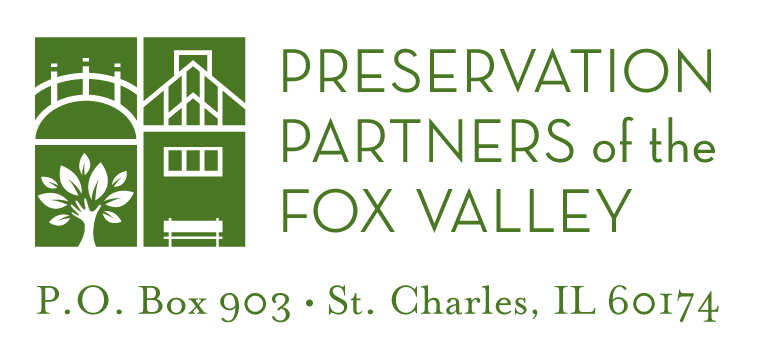 PRESERVATION
PARTNERS of the
FOX VALLEY
P.O. Box 903 • St. Charles, IL 60174